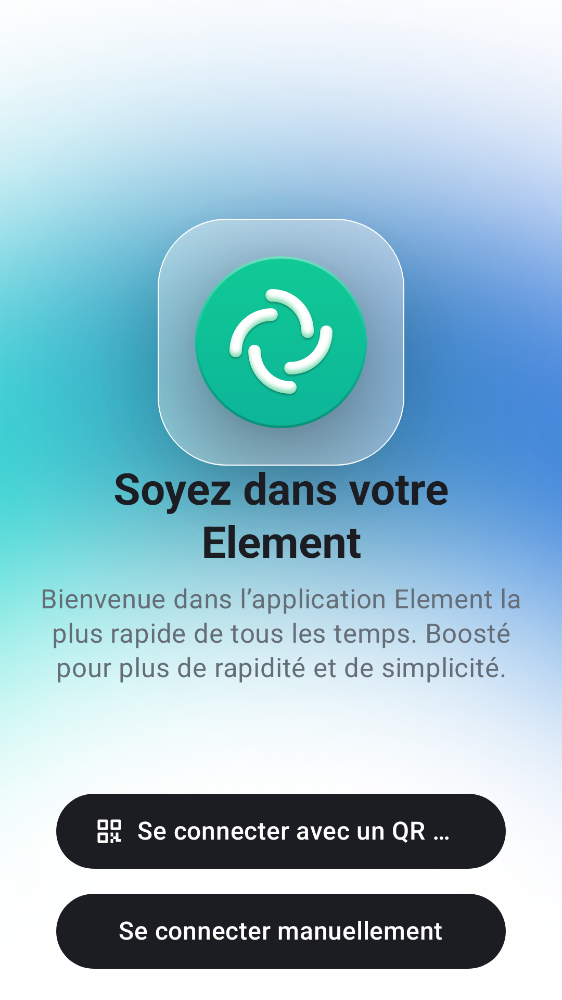 Soyez dans votre
Element
Bienvenue dans l’application Element la
plus rapide de tous les temps. Boosté
pour plus de rapidité et de simplicité.
Se connecter avec un QR …
Se connecter manuellement